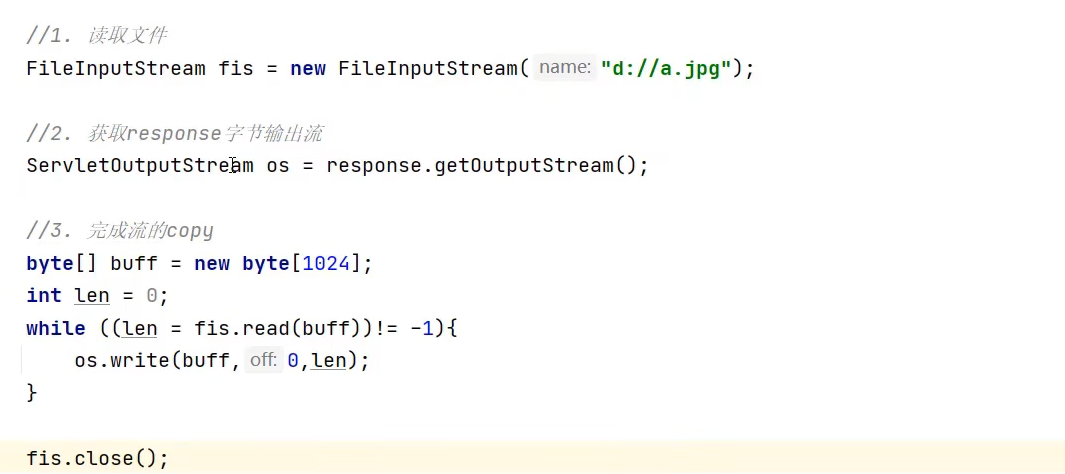 //1. 读取文件
FileInputStream fis = new FileInputStream( name: "d://a.jpg");
//2. 获取response字节输出流
ServletOutputStream os = response.getOutputStream();
//3. 完成流的copy
byte[] buff = new byte[1024];
int len = 0;
while ((len = fis.read(buff))!= -1){
os.write(buff, off: 0,len);
}
fis.close();